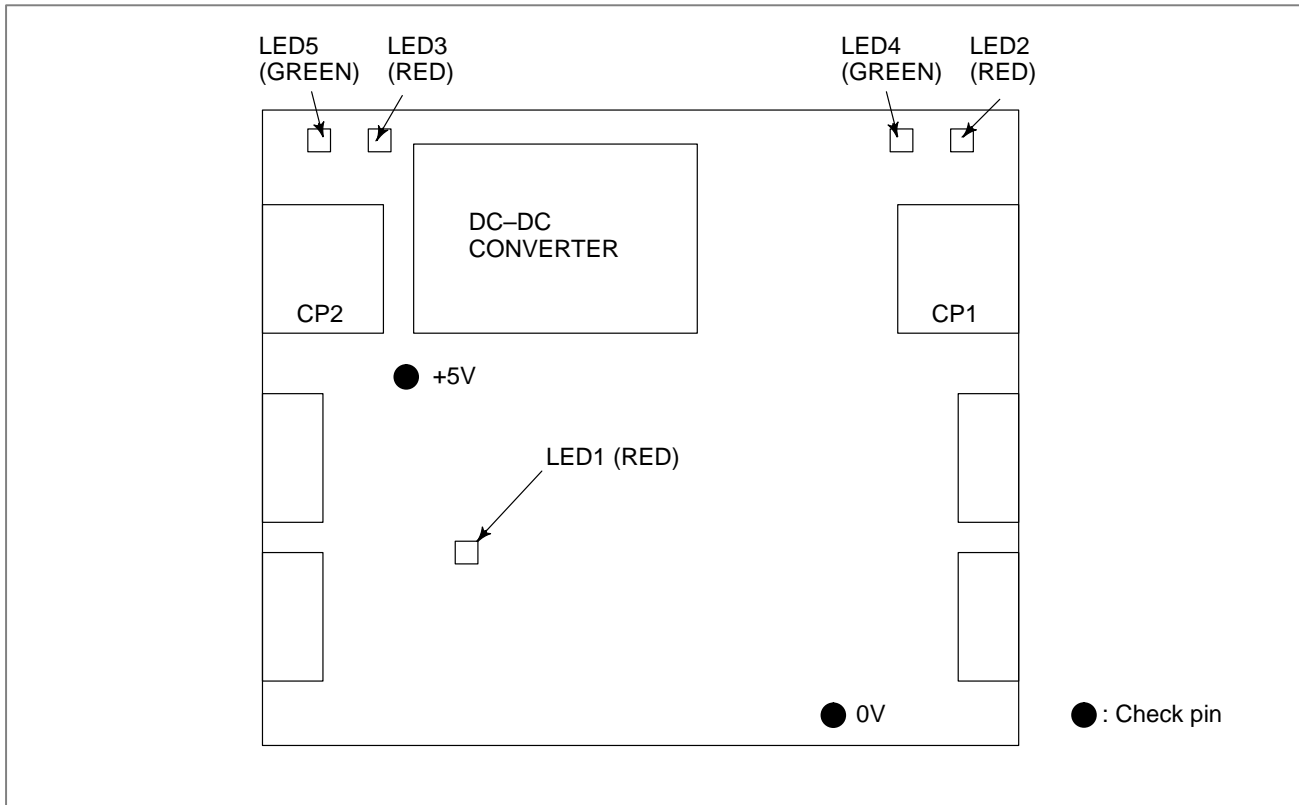 LED5
(GREEN)
LED3
(RED)
LED4
(GREEN)
LED2
(RED)
DC–DC
CONVERTER
CP2
CP1
+5V
LED1 (RED)
0V
: Check pin